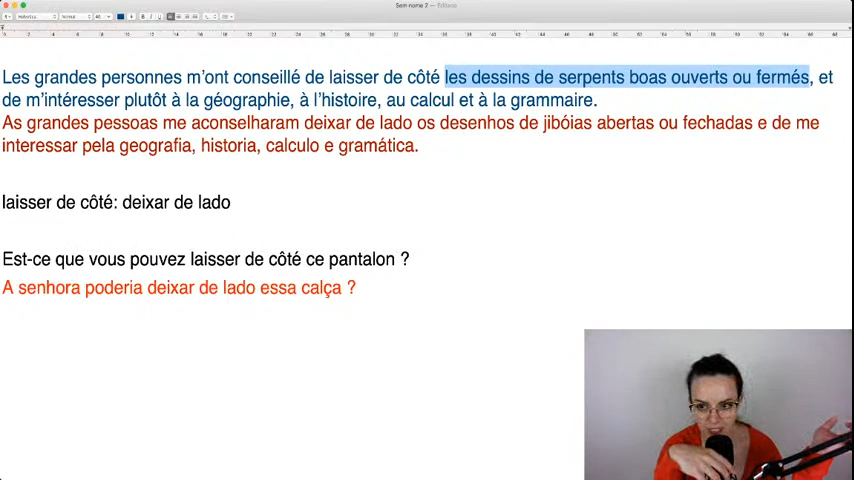 Sem nome 2 — Editado
Les grandes personnes m'ont conseillé de laisser de côté les dessins de serpents boas ouverts ou fermés, et
de m'intéresser plutôt à la géographie, à l'histoire, au calcul et à la grammaire.
As grandes pessoas me aconselharam deixar de lado os desenhos de jibóias abertas ou fechadas e de me
interessar pela geografia, historia, calculo e gramática.
laisser de côté: deixar de lado
Est-ce que vous pouvez laisser de côté ce pantalon ?
A senhora poderia deixar de lado essa calça ?